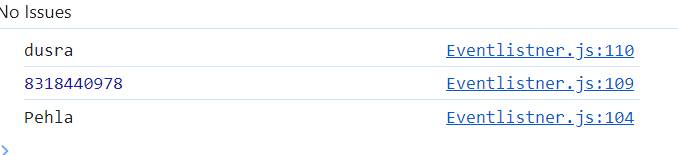 No Issues
dusra Eventlistner.js:110
8318440978 Eventlistner.js:109
Pehla Eventlistner.js:104